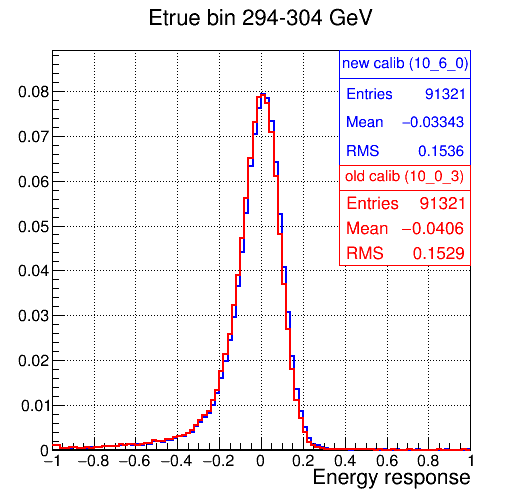 Etrue bin 294-304 GeV
new calib (10_6_0)
Entries 91321
Mean −0.03343
RMS 0.1536
old calib (10_0_3)
Entries 91321
Mean −0.0406
RMS 0.1529
0.08
0.07
0.06
0.05
0.04
0.03
0.02
0.01
0
−1 −0.8 −0.6 −0.4 −0.2 0 0.2 0.4 0.6 0.8 1
Energy response